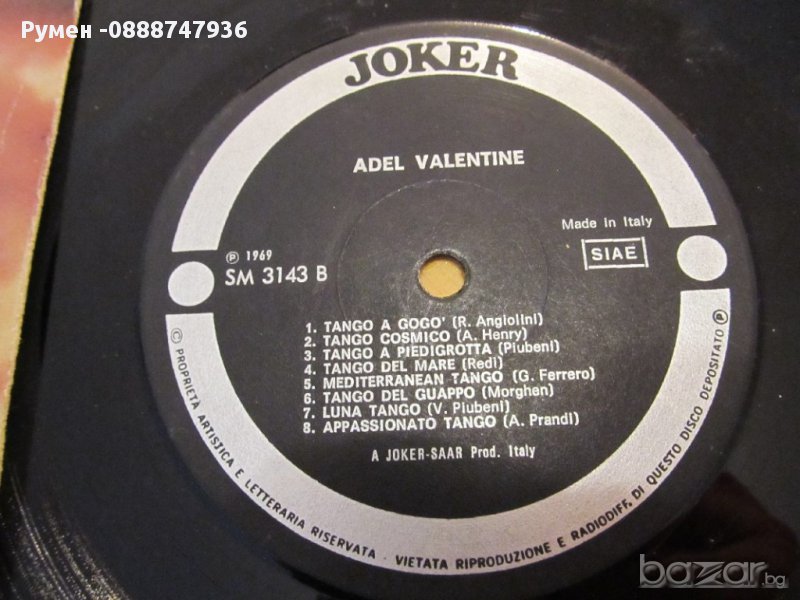 Румен -0888747936
JOKER
ADEL VALENTINE
Made in Italy
SIAE
℗ 1969
SM 3143 B
1. TANGO A GOGO' (R. Angiolini)
2. TANGO COSMICO (A. Henry)
3. TANGO A PIEDIGROTTA (Piubeni)
4. TANGO DEL MARE (Redi)
5. MEDITERRANEAN TANGO (G. Ferrero)
6. TANGO DEL GUAPPO (Morghen)
7. LUNA TANGO (V. Piubeni)
8. APPASSIONATO TANGO (A. Prandi)
A JOKER-SAAR Prod. Italy
© PROPRIETÀ ARTISTICA E LETTERARIA RISERVATA - VIETATA RIPRODUZIONE E RADIODIFF. DI QUESTO DISCO DEPOSITATO ℗
bazar.bg